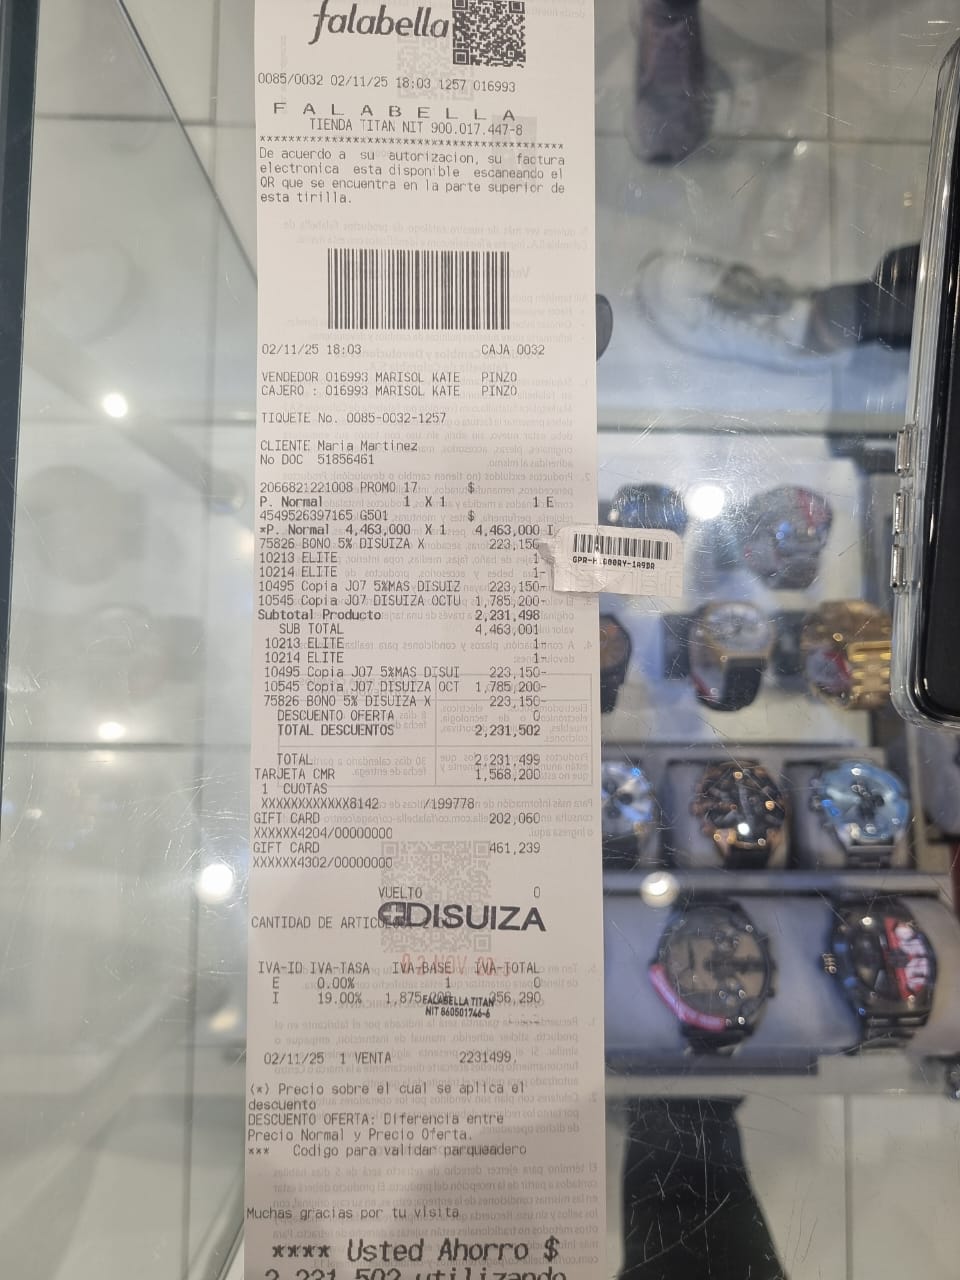 falabella
0085/0032 02/11/25 18:03 1257 016993
F A L A B E L L A
TIENDA TITAN NIT 900.017.447-8
****************************************
De acuerdo a su autorizacion, su factura
electronica esta disponible escaneando el
QR que se encuentra en la parte superior de
esta tirilla.
02/11/25 18:03 CAJA 0032
VENDEDOR 016993 MARISOL KATE PINZO
CAJERO : 016993 MARISOL KATE PINZO
TIQUETE No. 0085-0032-1257
CLIENTE Maria Martinez
No DOC 51856461
2066821221008 PROMO 17 $
P. Normal 1 X 1 1 E
4549526397165 G501 $
*P. Normal 4,463,000 X 1 4,463,000 I
75826 BONO 5% DISUIZA X 223,150-
10213 ELITE 1-
10214 ELITE 1-
10495 Copia J07 5%MAS DISUIZ 223,150-
10545 Copia J07 DISUIZA OCTU 1,785,200-
Subtotal Producto 2,231,498
SUB TOTAL 4,463,001
10213 ELITE 1-
10214 ELITE 1-
10495 Copia J07 5%MAS DISUI 223,150-
10545 Copia J07 DISUIZA OCT 1,785,200-
75826 BONO 5% DISUIZA X 223,150-
DESCUENTO OFERTA 0
TOTAL DESCUENTOS 2,231,502
TOTAL 2,231,499
TARJETA CMR 1,568,200
1 CUOTAS
XXXXXXXXXXXX8142 /199778
GIFT CARD 202,060
XXXXXX4204/00000000
GIFT CARD 461,239
XXXXXX4302/00000000
VUELTO 0
DISUIZA
CANTIDAD DE
IVA-ID IVA-TASA IVA-BASE IVA-TOTAL
E 0.00% 1 0
I 19.00%
FALABELLA TITAN
NIT 860501746-6
02/11/25 1 VENTA 2231499,
(*) Precio sobre el cual se aplica el
descuento
DESCUENTO OFERTA: Diferencia entre
Precio Normal y Precio Oferta.
*** Codigo para validar parqueadero
Muchas gracias por tu visita
**** Usted Ahorro $
2,231,502 utilizando